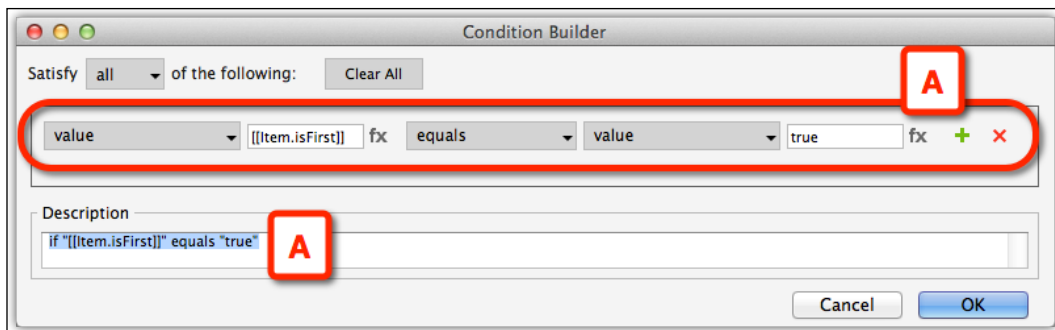 Condition Builder
Satisfy all of the following: Clear All
A
value [[Item.isFirst]] fx equals value true fx
Description
if "[[Item.isFirst]]" equals "true"
A
Cancel OK